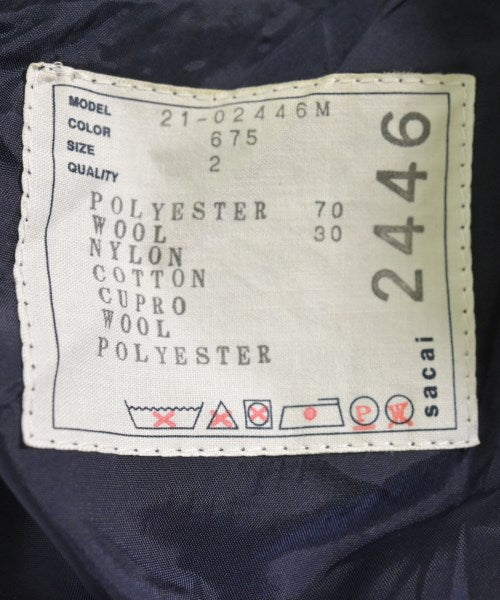 MODEL 21-02446M
COLOR 675
SIZE 2
QUALITY
POLYESTER 70
WOOL 30
NYLON
COTTON
CUPRO
WOOL
POLYESTER
P W
2446
sacai